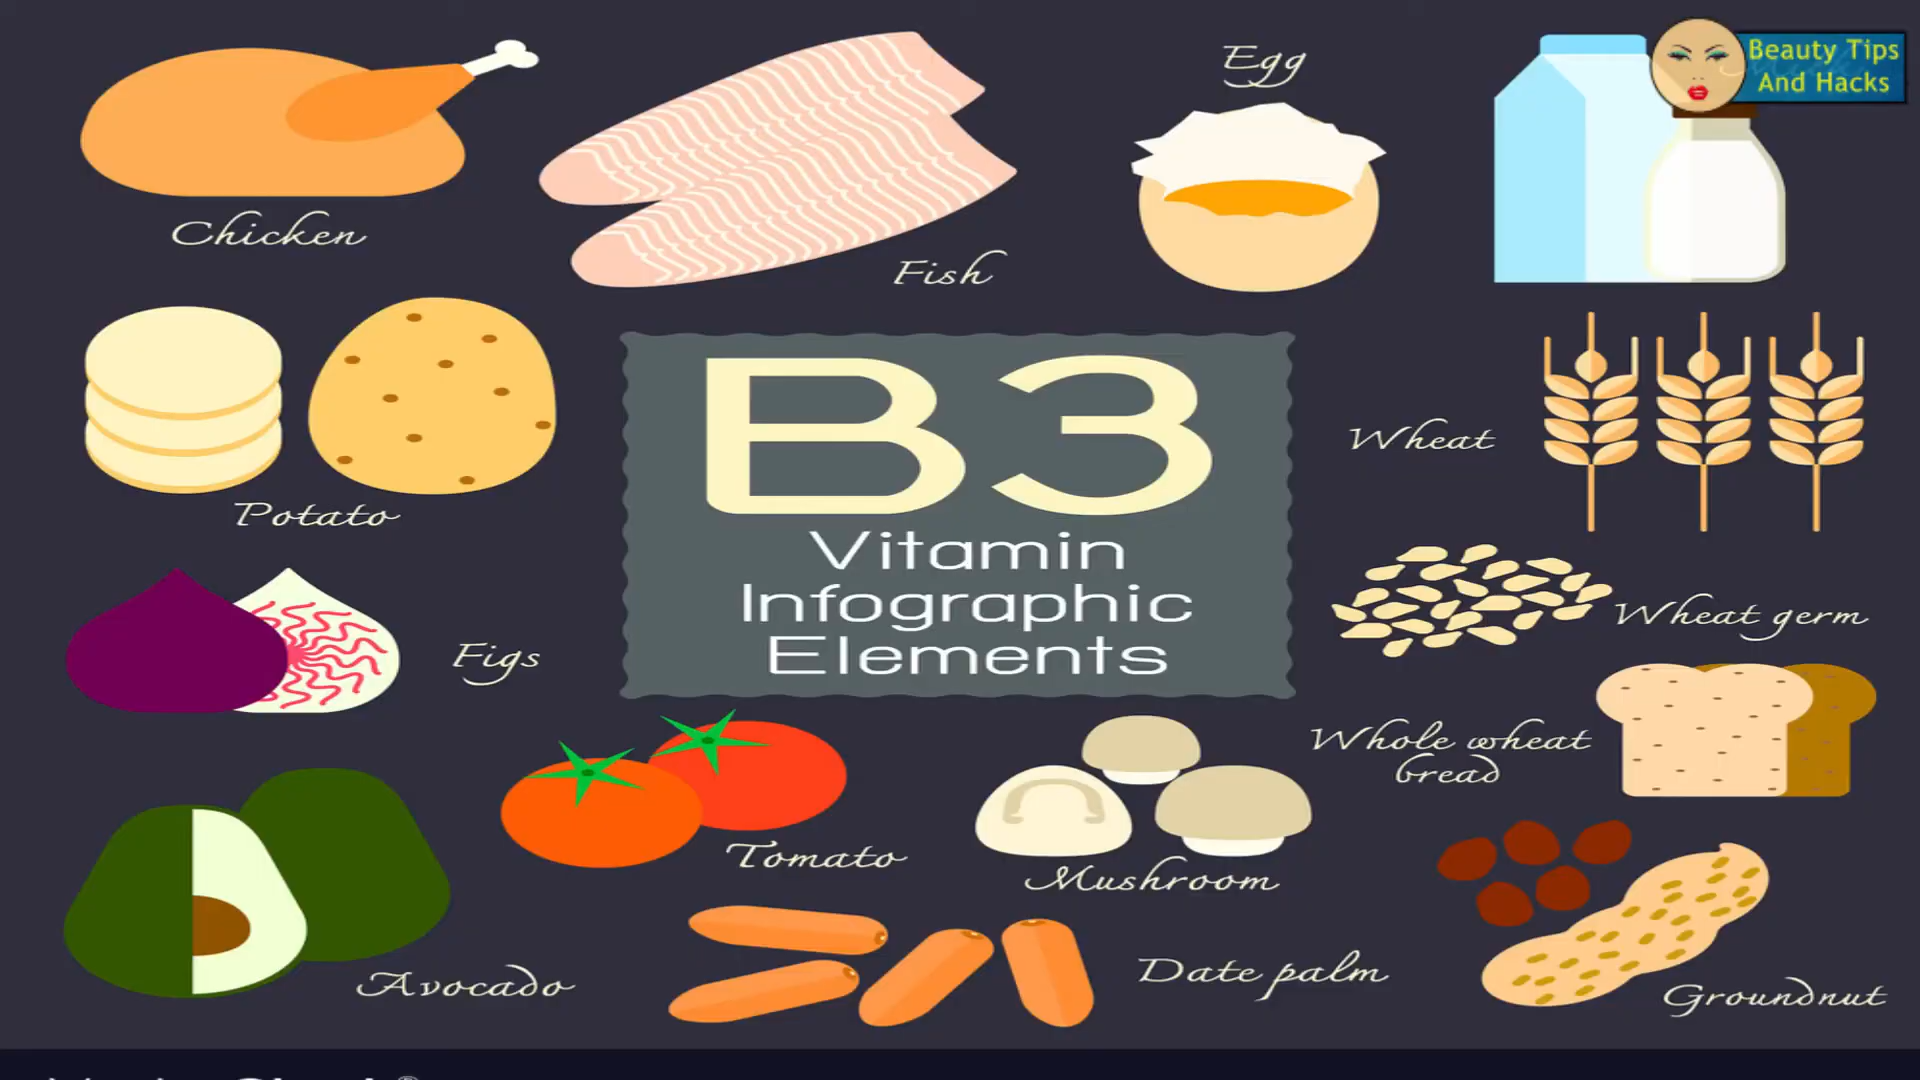 Beauty Tips
And Hacks
Egg
Chicken
Fish
B3
Vitamin
Infographic
Elements
Wheat
Potato
Wheat germ
Figs
Whole wheat
bread
Tomato
Mushroom
Avocado
Date palm
Groundnut